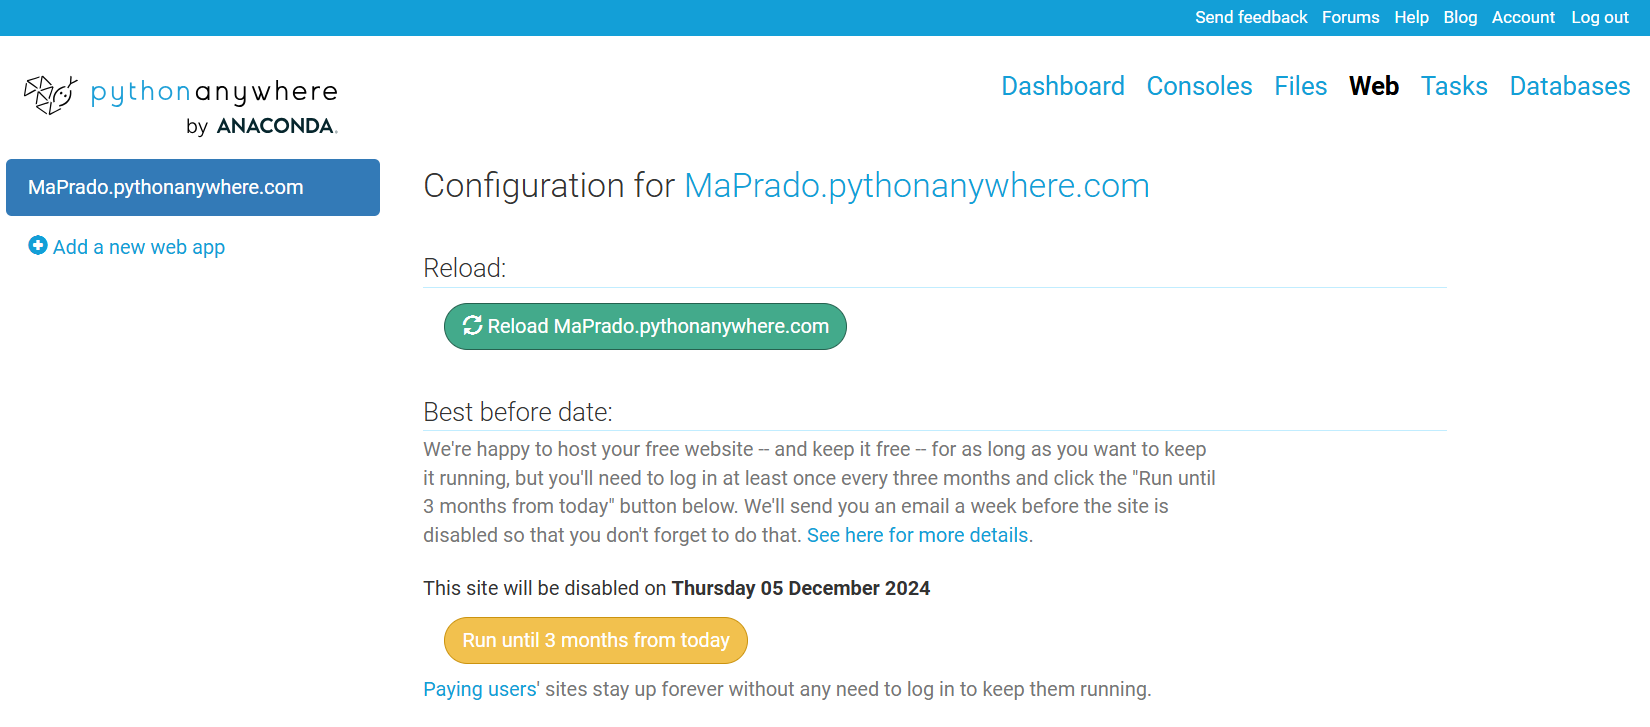 Send feedback Forums Help Blog Account Log out
pythonanywhere
by ANACONDA.
Dashboard Consoles Files Web Tasks Databases
MaPrado.pythonanywhere.com
Add a new web app
Configuration for MaPrado.pythonanywhere.com
Reload:
Reload MaPrado.pythonanywhere.com
Best before date:
We're happy to host your free website -- and keep it free -- for as long as you want to keep
it running, but you'll need to log in at least once every three months and click the "Run until
3 months from today" button below. We'll send you an email a week before the site is
disabled so that you don't forget to do that. See here for more details.
This site will be disabled on Thursday 05 December 2024
Run until 3 months from today
Paying users' sites stay up forever without any need to log in to keep them running.